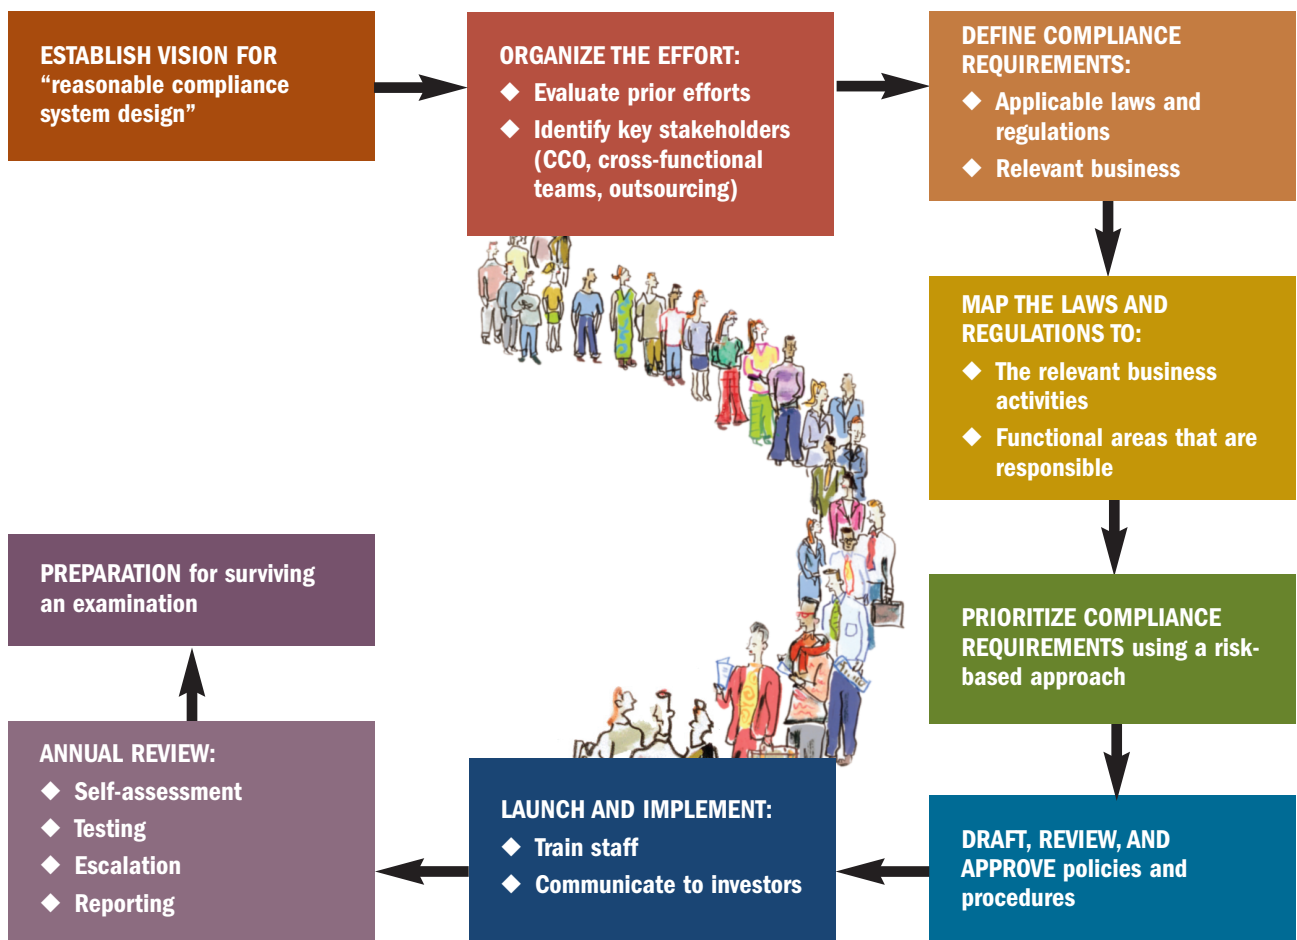 ESTABLISH VISION FOR
“reasonable compliance
system design”
ORGANIZE THE EFFORT:
◆ Evaluate prior efforts
◆ Identify key stakeholders
(CCO, cross-functional
teams, outsourcing)
DEFINE COMPLIANCE
REQUIREMENTS:
◆ Applicable laws and
regulations
◆ Relevant business
MAP THE LAWS AND
REGULATIONS TO:
◆ The relevant business
activities
◆ Functional areas that are
responsible
PRIORITIZE COMPLIANCE
REQUIREMENTS using a risk-
based approach
DRAFT, REVIEW, AND
APPROVE policies and
procedures
LAUNCH AND IMPLEMENT:
◆ Train staff
◆ Communicate to investors
ANNUAL REVIEW:
◆ Self-assessment
◆ Testing
◆ Escalation
◆ Reporting
PREPARATION for surviving
an examination